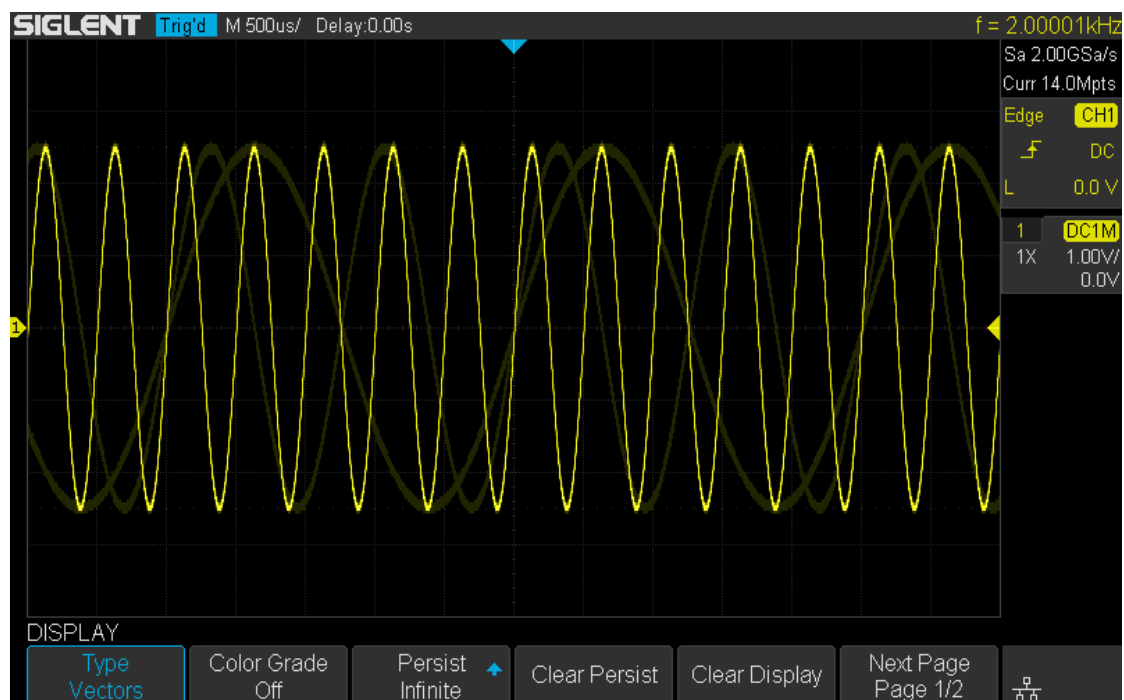 SIGLENT Trig'd M 500us/ Delay:0.00s f = 2.00001kHz
Sa 2.00GSa/s
Curr 14.0Mpts
Edge CH1
DC
L 0.0 V
1 DC1M
1X 1.00V/
0.0V
1
DISPLAY
Type
Vectors
Color Grade
Off
Persist
Infinite
Clear Persist
Clear Display
Next Page
Page 1/2